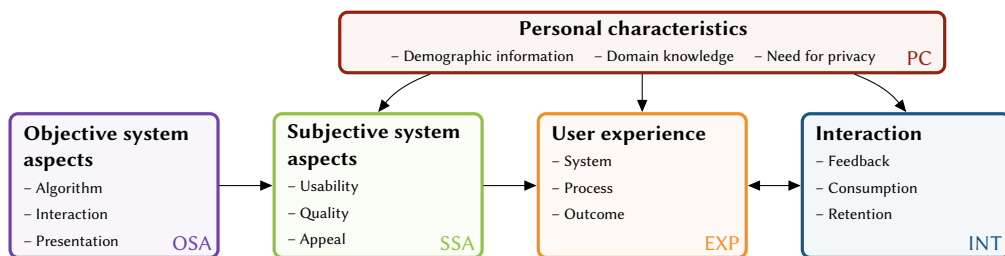 Personal characteristics
– Demographic information – Domain knowledge – Need for privacy
PC
Objective system
aspects
– Algorithm
– Interaction
– Presentation
OSA
Subjective system
aspects
– Usability
– Quality
– Appeal
SSA
User experience
– System
– Process
– Outcome
EXP
Interaction
– Feedback
– Consumption
– Retention
INT